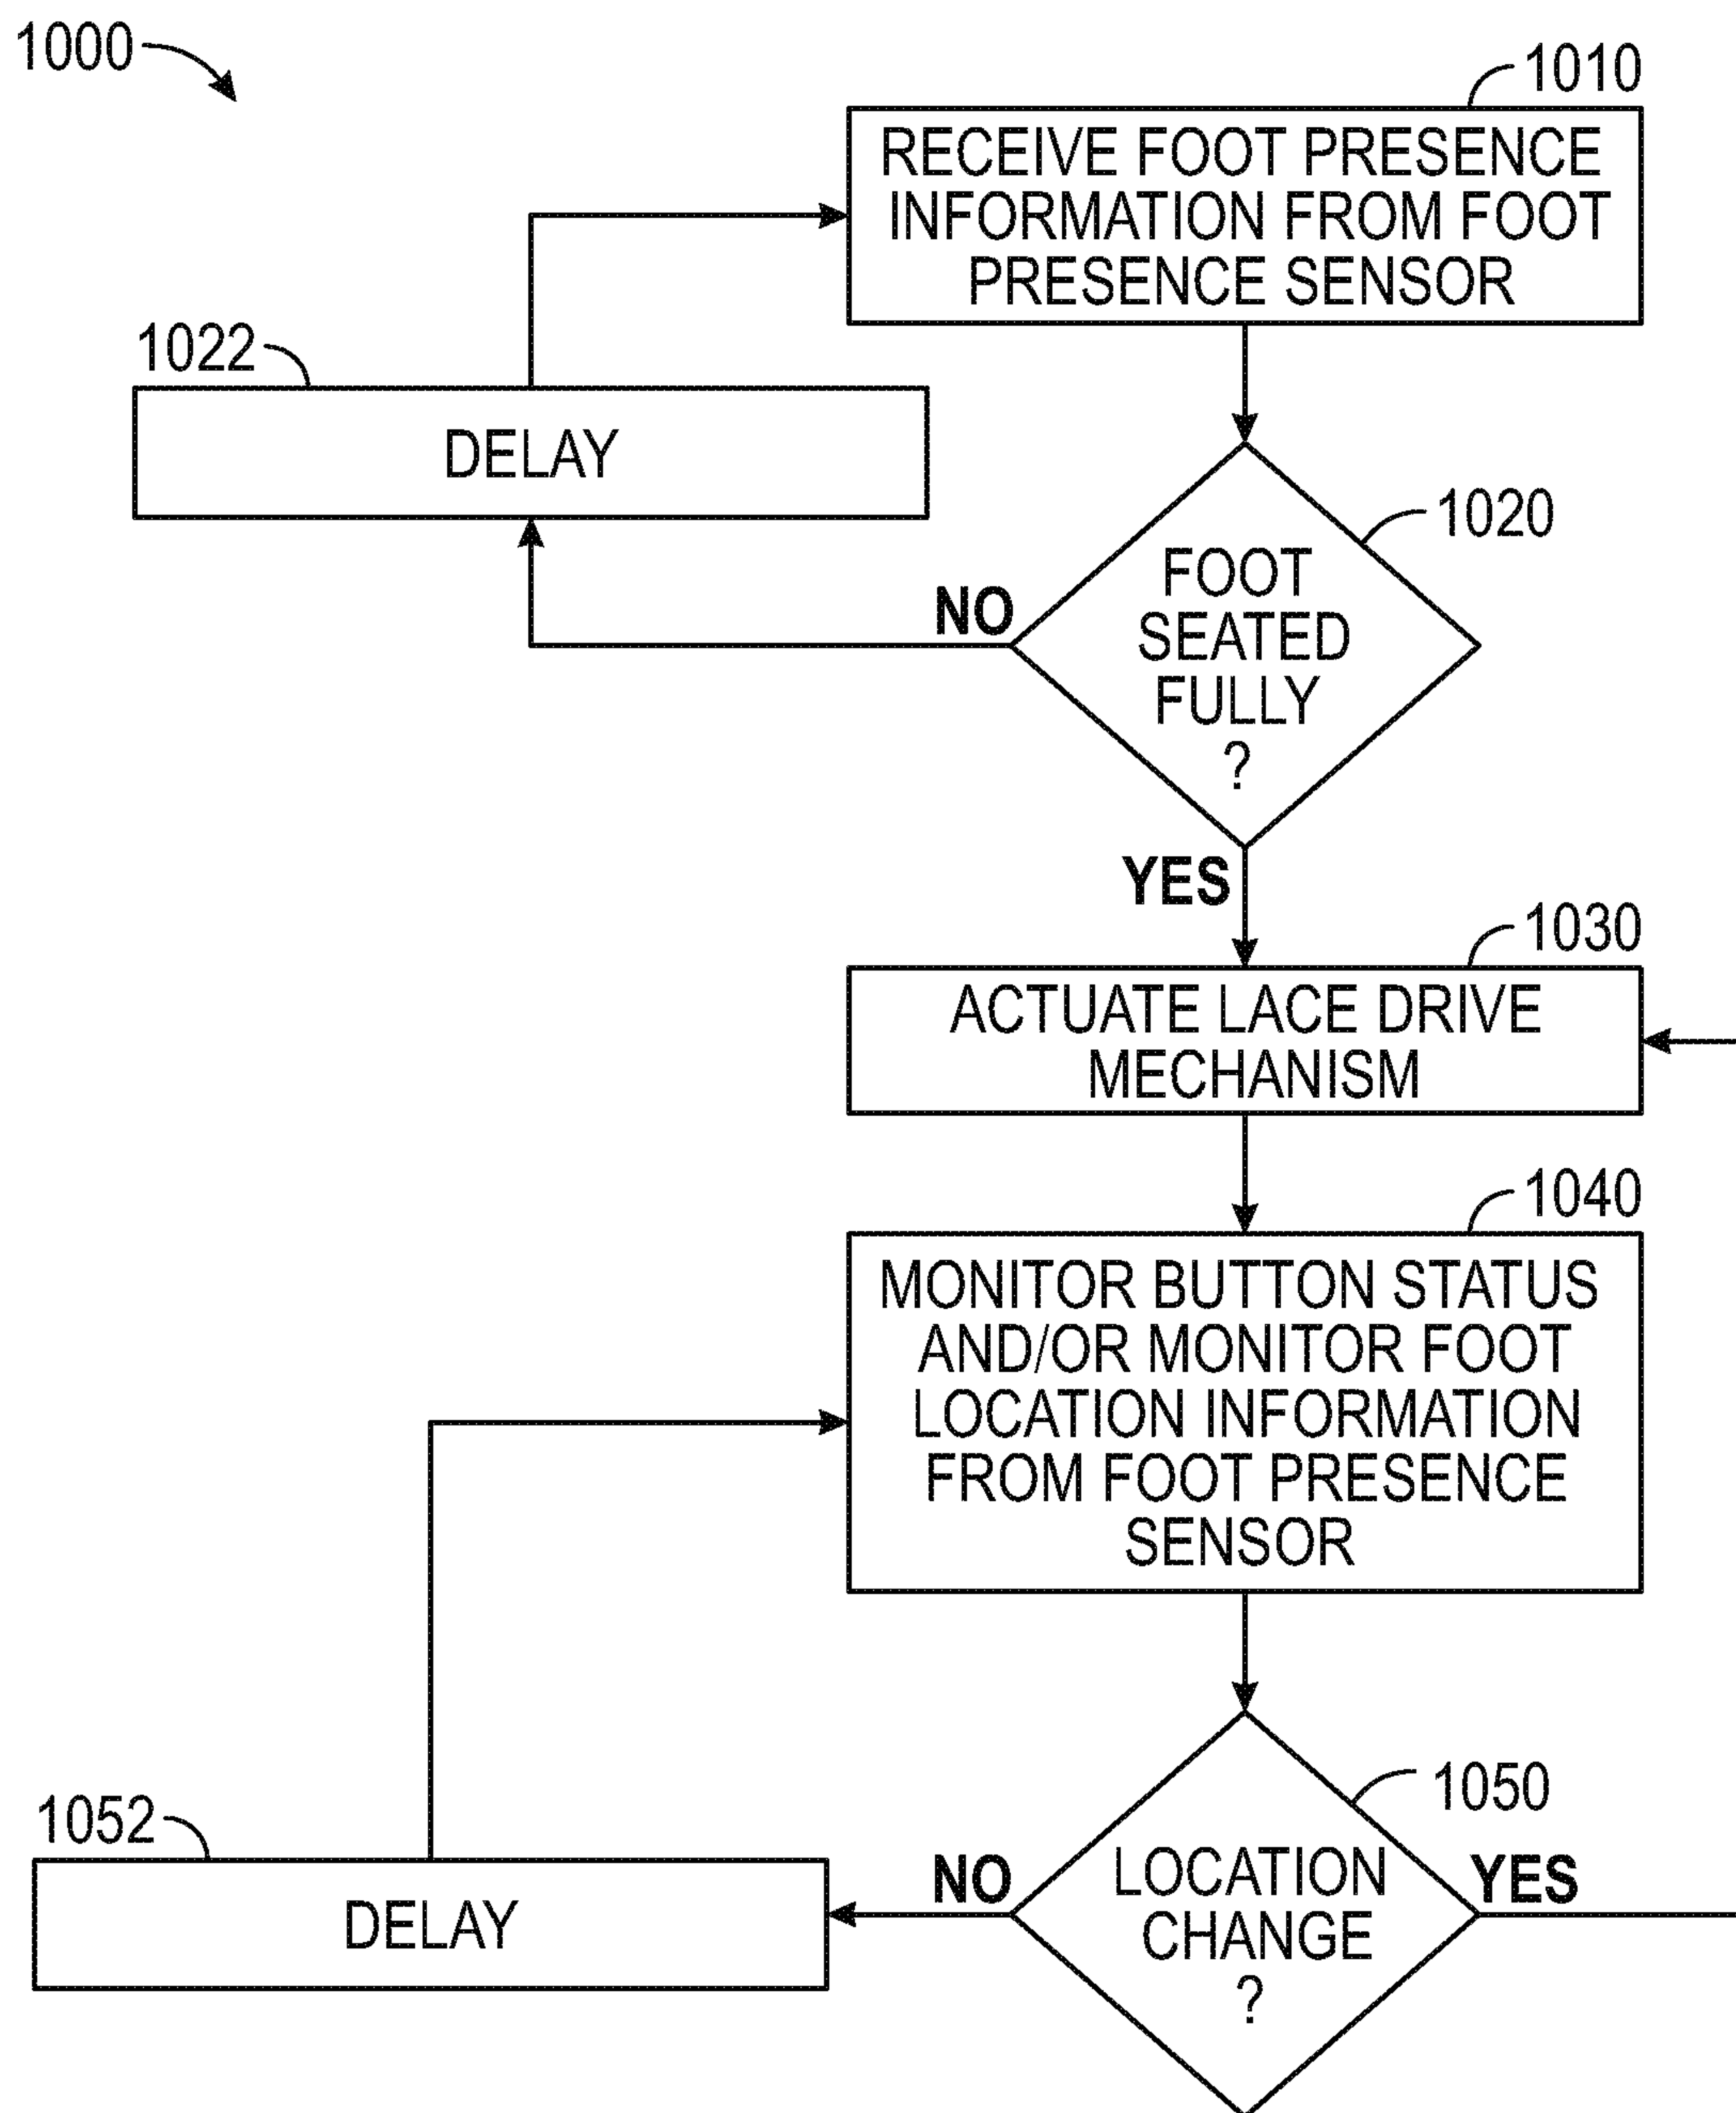 1000
1010
RECEIVE FOOT PRESENCE
INFORMATION FROM FOOT
PRESENCE SENSOR
1022
DELAY
1020
FOOT
SEATED
FULLY
?
NO
YES
1030
ACTUATE LACE DRIVE
MECHANISM
1040
MONITOR BUTTON STATUS
AND/OR MONITOR FOOT
LOCATION INFORMATION
FROM FOOT PRESENCE
SENSOR
1050
LOCATION
CHANGE
?
NO
YES
1052
DELAY